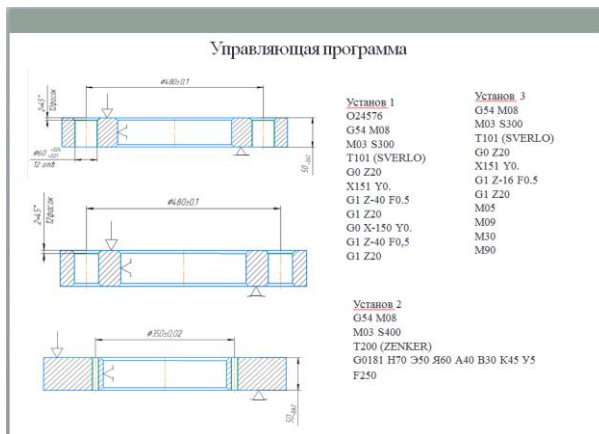 Управляющая программа
⌀480±0,1
2×45°
12фасок
12 отв
Установ 1
O24576
G54 M08
M03 S300
T101 (SVERLO)
G0 Z20
X151 Y0.
G1 Z-40 F0.5
G1 Z20
G0 X-150 Y0.
G1 Z-40 F0,5
G1 Z20
Установ 3
G54 M08
M03 S300
T101 (SVERLO)
G0 Z20
X151 Y0.
G1 Z-16 F0.5
G1 Z20
M05
M09
M30
M90
⌀480±0,1
2×45°
12фасок
⌀350±0,02
Установ 2
G54 M08
M03 S400
T200 (ZENKER)
G0181 H70 Э50 Я60 A40 B30 K45 У5
F250